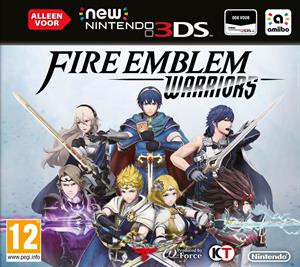 ALLEEN
VOOR
new
NINTENDO 3DS
OOK VOOR
amiibo
FIRE EMBLEM
WARRIORS
12
www.pegi.info
Produced by
ω-Force
KT
Nintendo